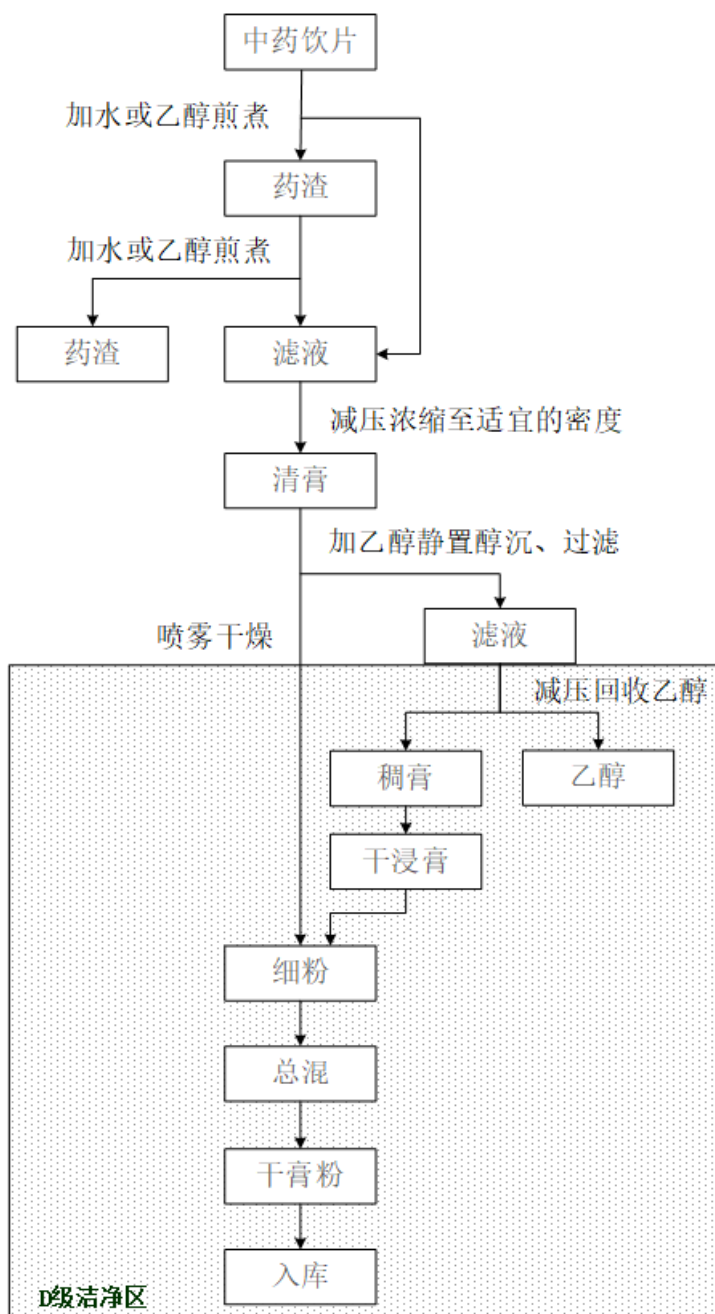 中药饮片
加水或乙醇煎煮
药渣
加水或乙醇煎煮
药渣
滤液
减压浓缩至适宜的密度
清膏
加乙醇静置醇沉、过滤
滤液
喷雾干燥
减压回收乙醇
稠膏
乙醇
干浸膏
细粉
总混
干膏粉
入库
D级洁净区